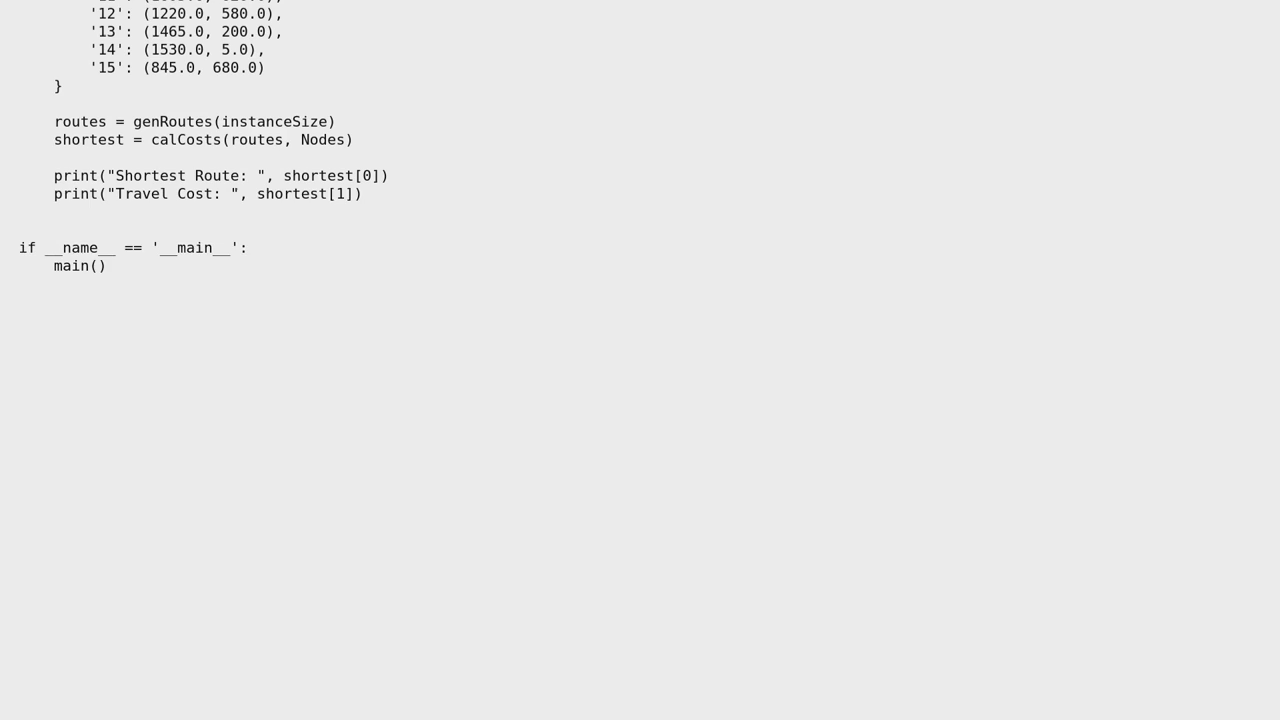 '12': (1220.0, 580.0),
'13': (1465.0, 200.0),
'14': (1530.0, 5.0),
'15': (845.0, 680.0)
}
routes = genRoutes(instanceSize)
shortest = calCosts(routes, Nodes)
print("Shortest Route: ", shortest[0])
print("Travel Cost: ", shortest[1])
if __name__ == '__main__':
main()